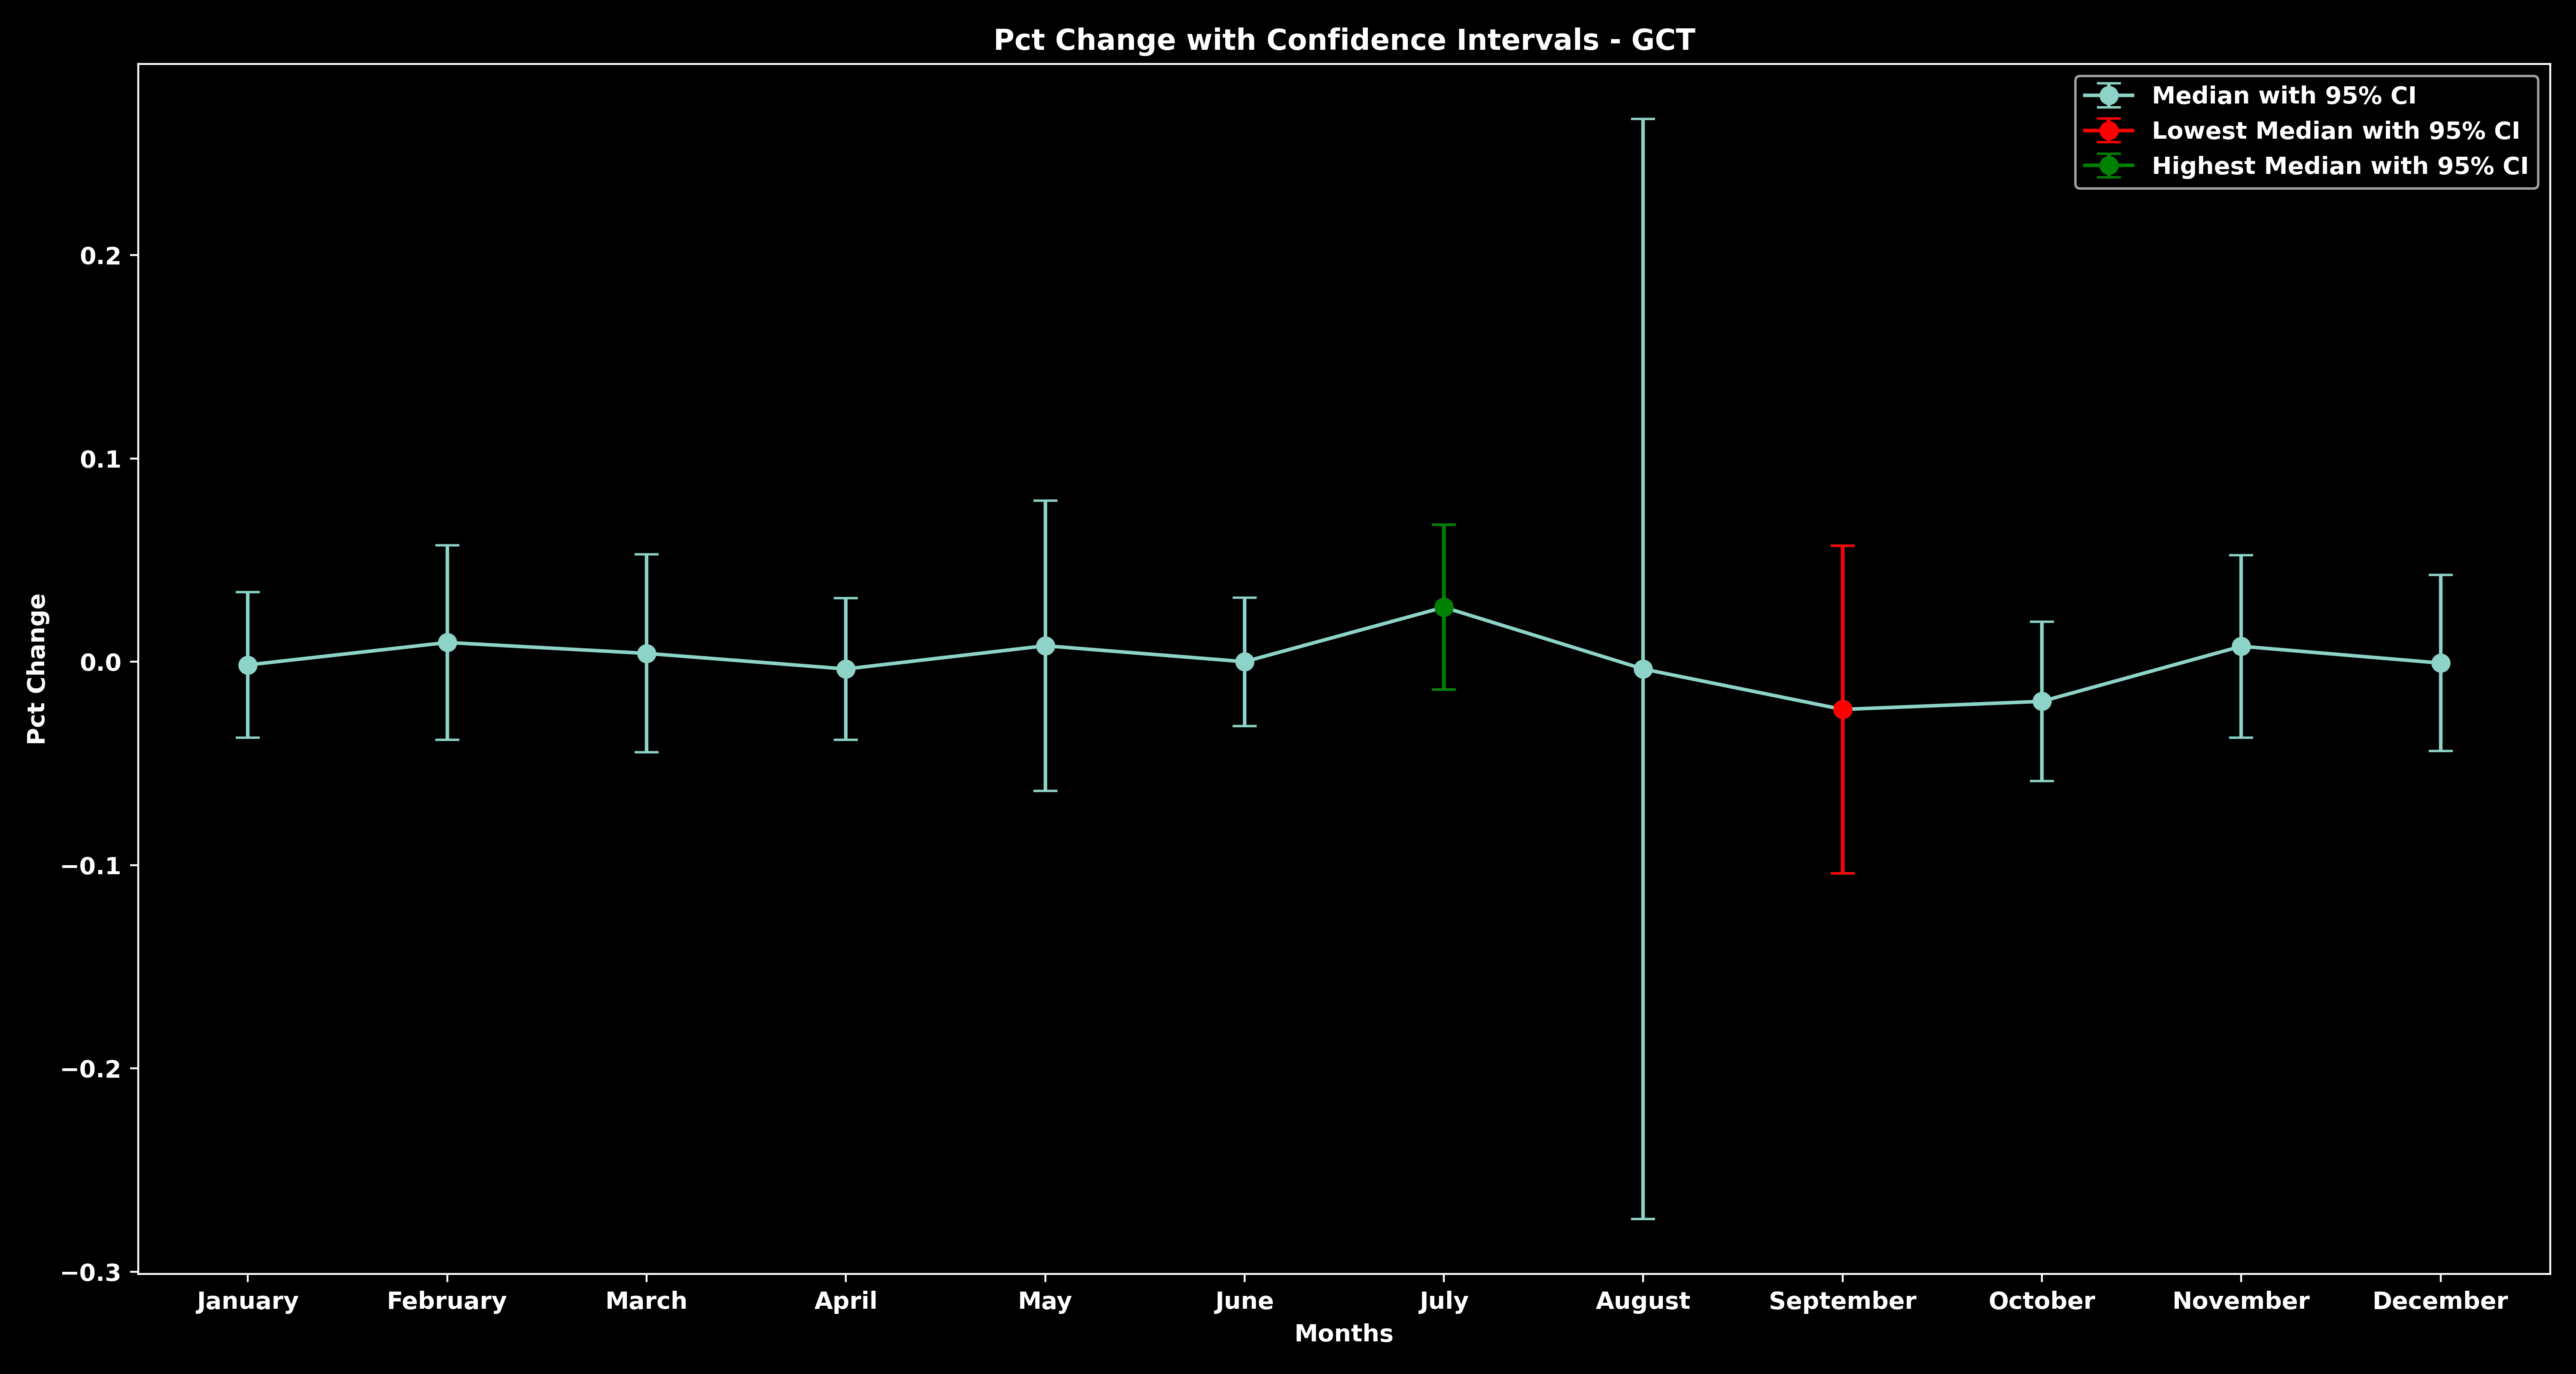 Pct Change with Confidence Intervals - GCT
Median with 95% CI
Lowest Median with 95% CI
Highest Median with 95% CI
0.2
0.1
0.0
−0.1
−0.2
−0.3
Pct Change
January February March April May June July August September October November December
Months